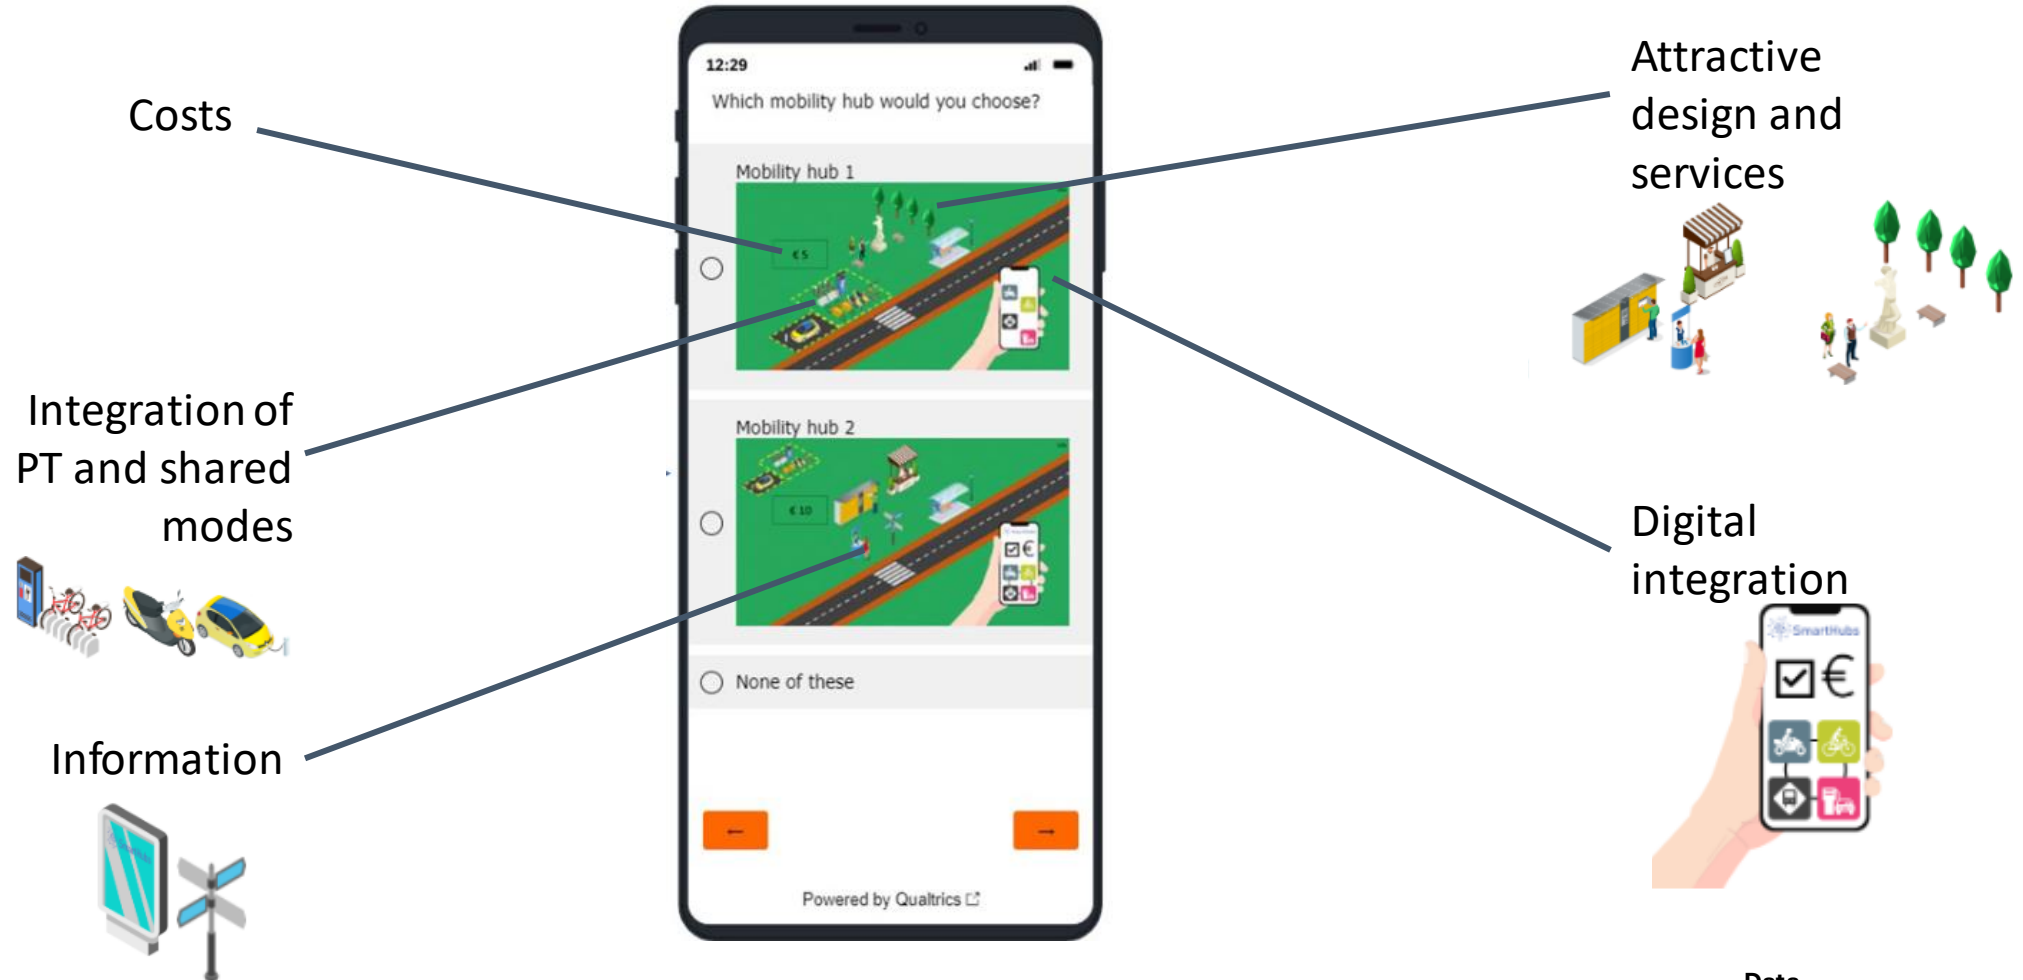 Costs
Integration of
PT and shared
modes
Information
12:29
Which mobility hub would you choose?
Mobility hub 1
€ 5
Mobility hub 2
€ 10
€
None of these
←
→
Powered by Qualtrics
Attractive
design and
services
Digital
integration
SmartHubs
€